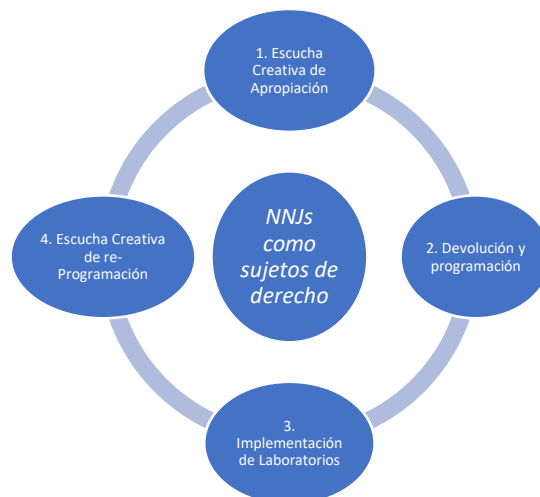 1. Escucha
Creativa de
Apropiación
NNJs
como
sujetos de
derecho
2. Devolución y
programación
3.
Implementación
de Laboratorios
4. Escucha Creativa
de re-
Programación